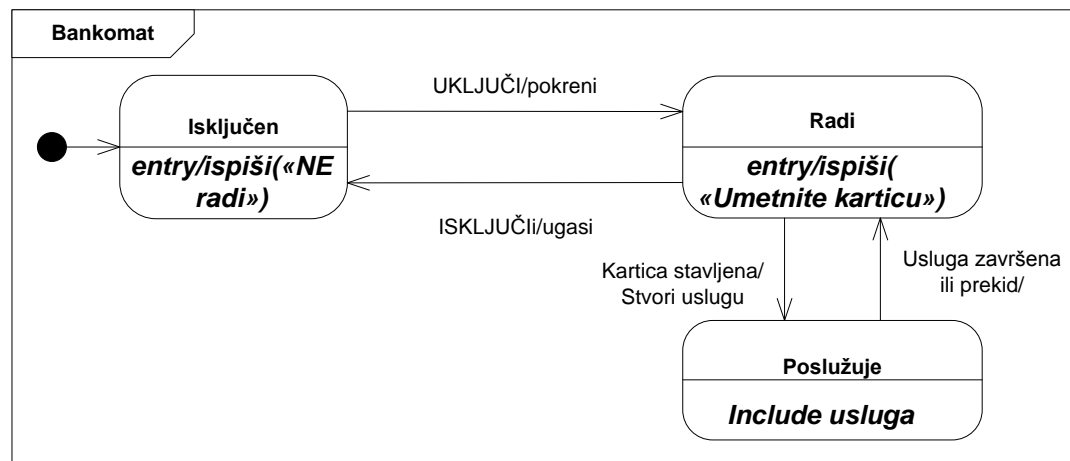 Bankomat
UKLJUČI/pokreni
Isključen
entry/ispiši(«NE
radi»)
Radi
entry/ispiši(
«Umetnite karticu»)
ISKLJUČIi/ugasi
Kartica stavljena/
Stvori uslugu
Usluga završena
ili prekid/
Poslužuje
Include usluga